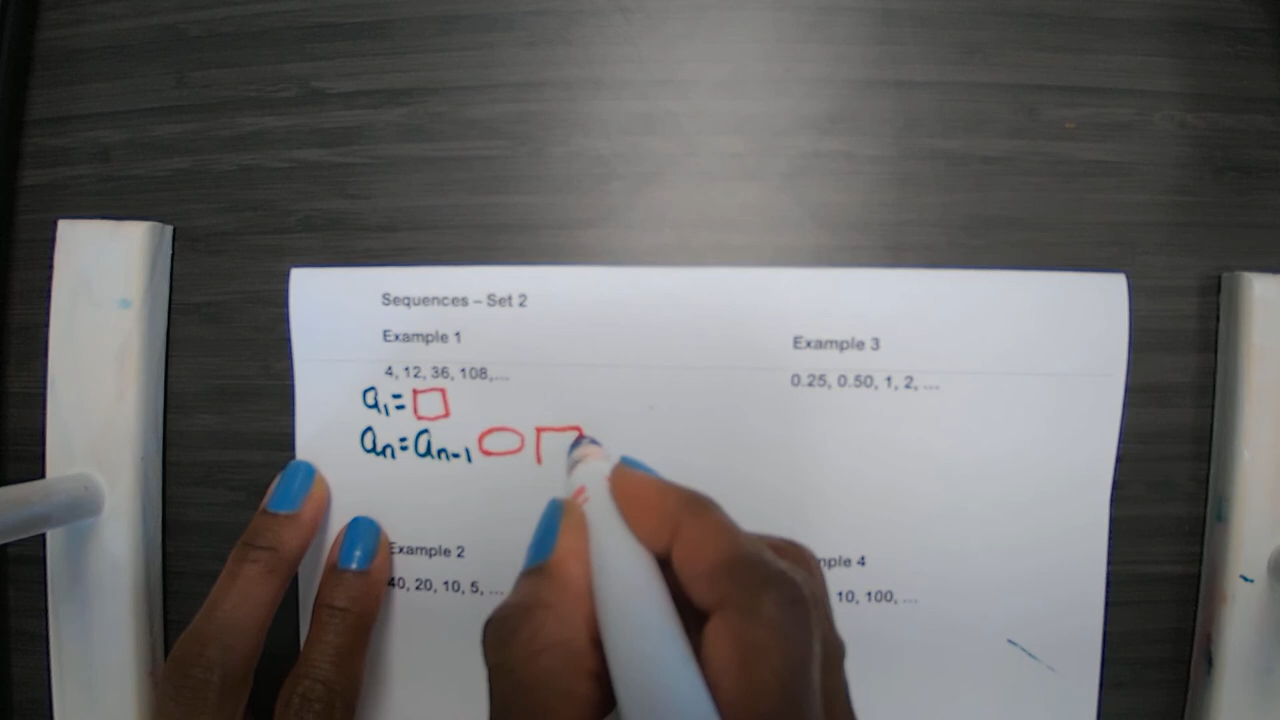 Sequences – Set 2
Example 1
4, 12, 36, 108,...
a₁=
aₙ=aₙ₋₁
Example 2
40, 20, 10, 5, ...
Example 3
0.25, 0.50, 1, 2, ...
4
10, 100, ...